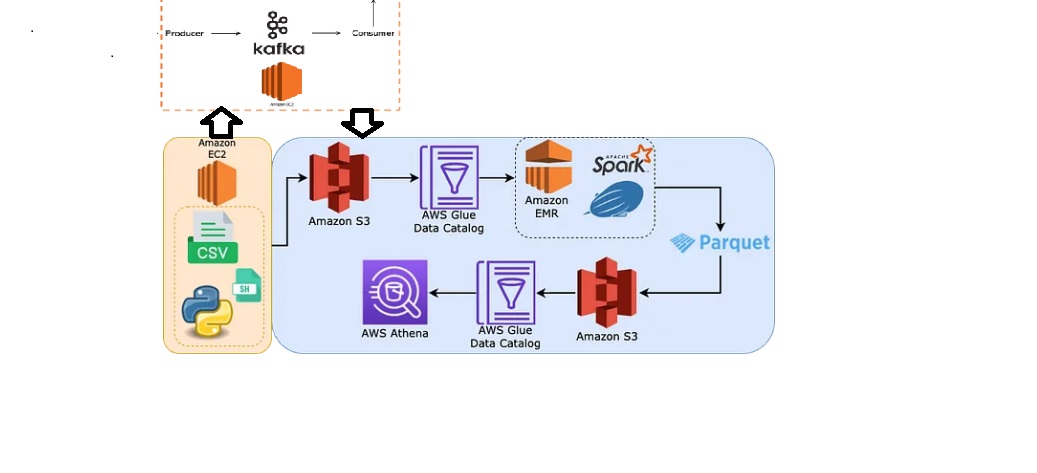 Producer
kafka
Consumer
Amazon EC2
Amazon
EC2
CSV
SH
Amazon S3
AWS Glue
Data Catalog
Amazon
EMR
APACHE
Spark
Parquet
AWS Athena
AWS Glue
Data Catalog
Amazon S3